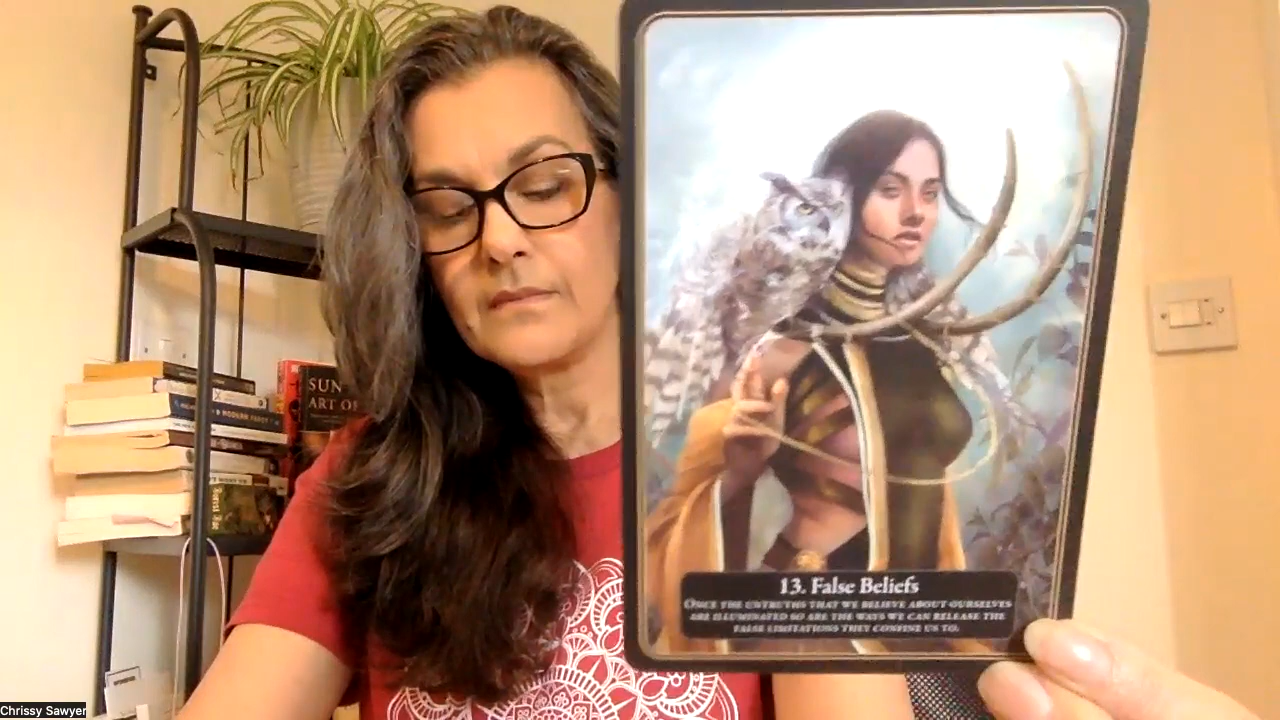 SUN
ART OF
MODERN
13. False Beliefs
Once the untruths that we believe about ourselves
are illuminated so are the ways we can release the
false limitations they confine us to.
Chrissy Sawyer